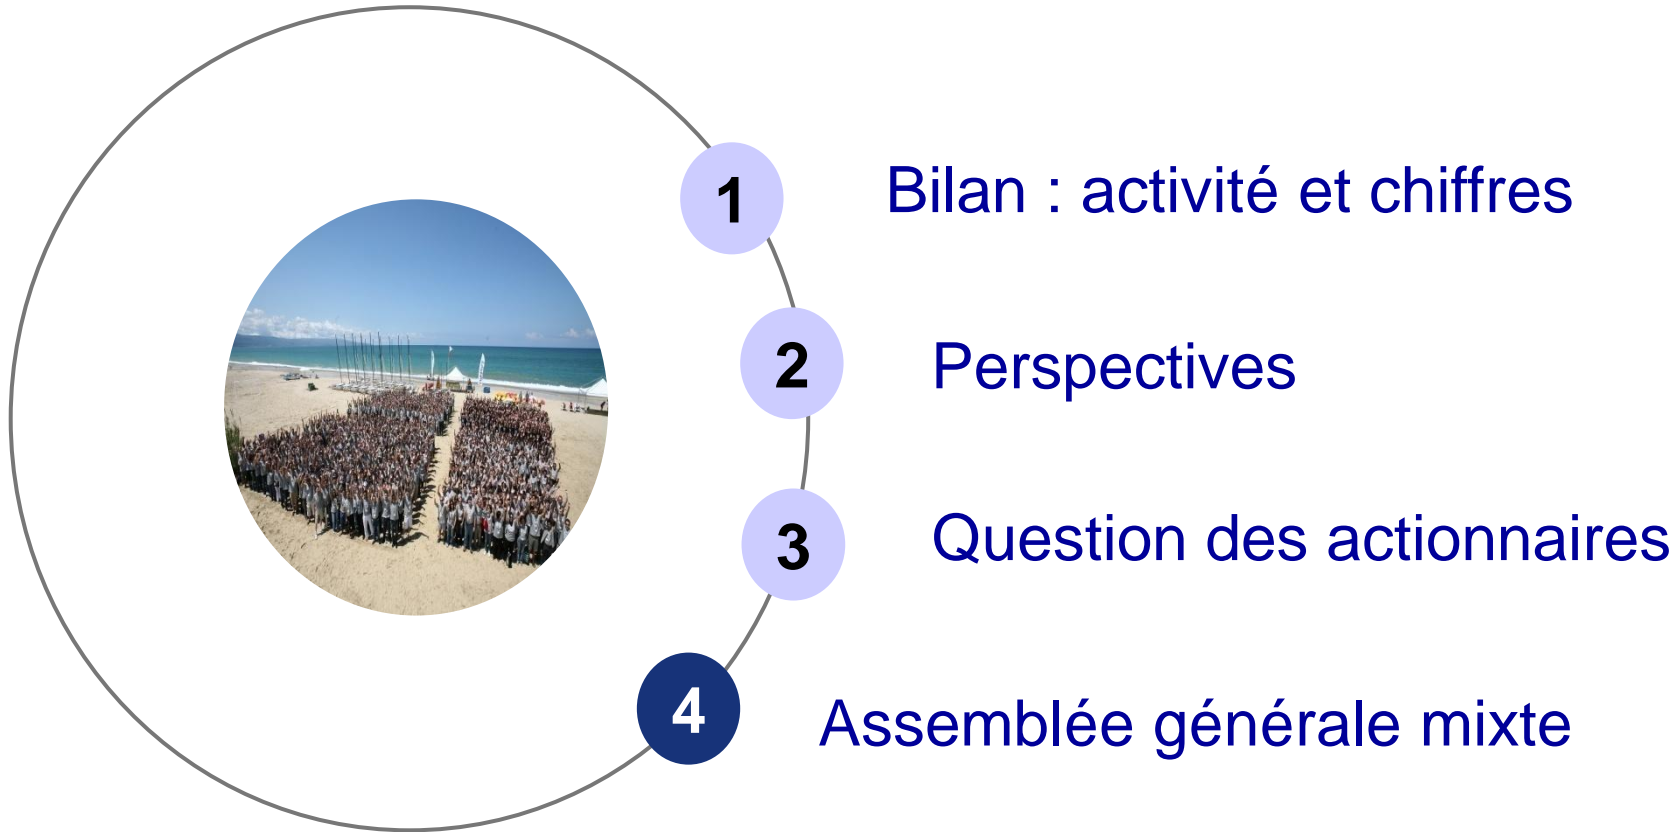 1 Bilan : activité et chiffres
2 Perspectives
3 Question des actionnaires
4 Assemblée générale mixte